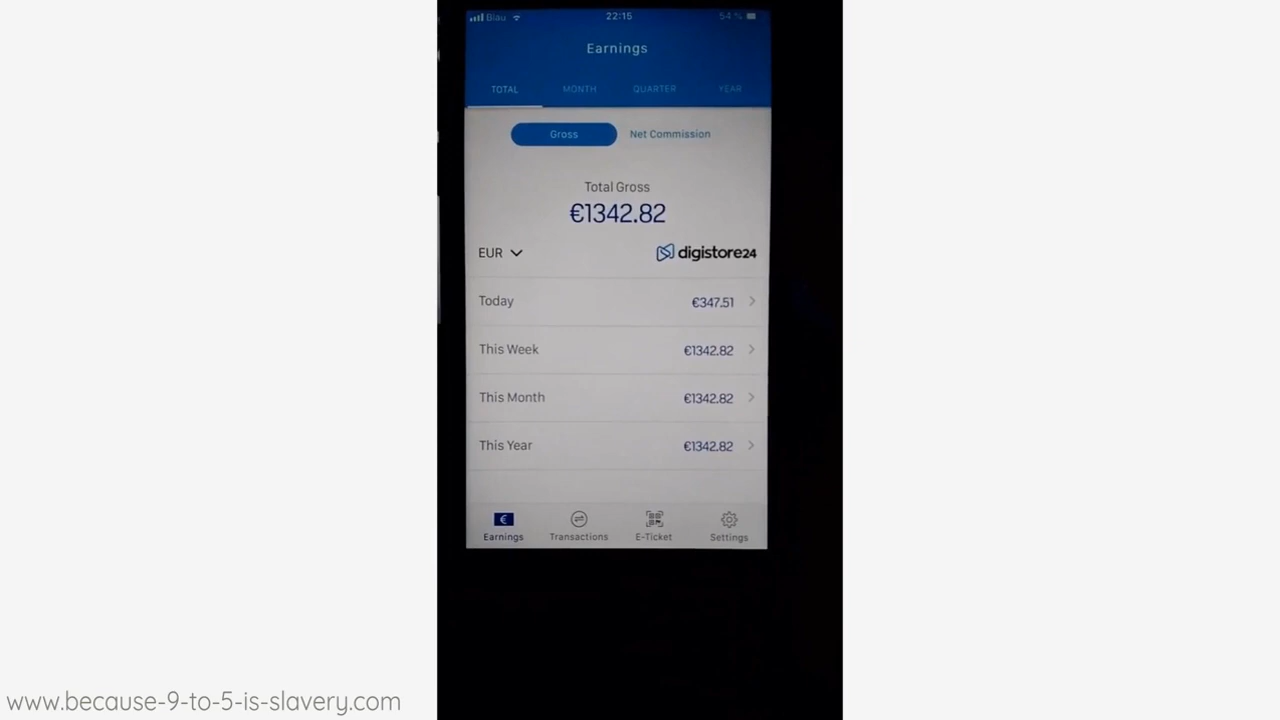 Blau 22:15 54 %
Earnings
TOTAL MONTH QUARTER YEAR
Gross Net Commission
Total Gross
€1342.82
EUR digistore24
Today €347.51
This Week €1342.82
This Month €1342.82
This Year €1342.82
Earnings Transactions E-Ticket Settings
www.because-9-to-5-is-slavery.com